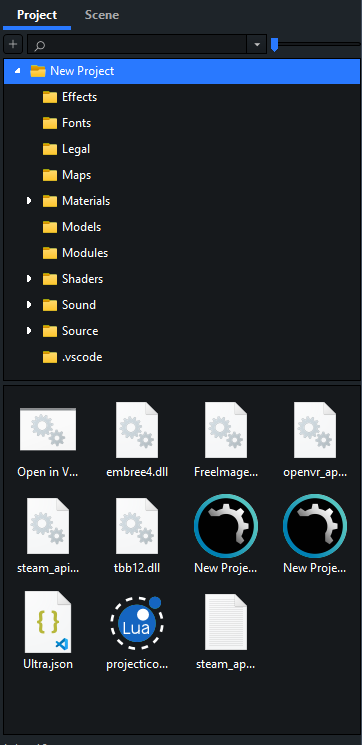 Project Scene
New Project
Effects
Fonts
Legal
Maps
Materials
Models
Modules
Shaders
Sound
Source
.vscode
Open in V... embree4.dll FreeImage... openvr_ap...
steam_api... tbb12.dll New Proje... New Proje...
{ }
Lua
Ultra.json projectico... steam_ap...